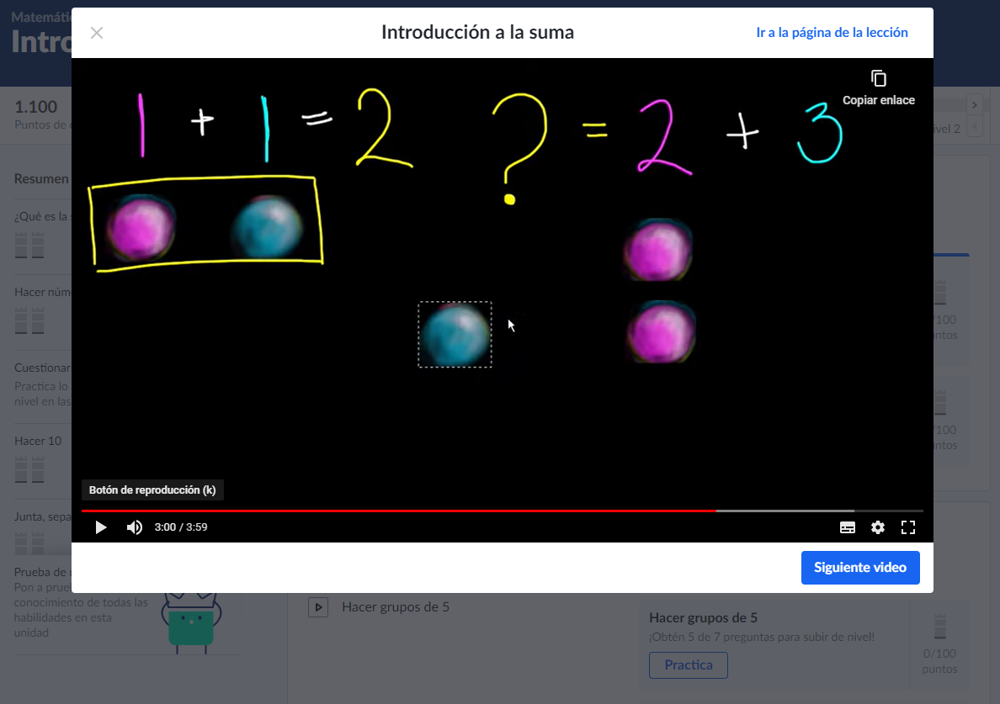 Introducción a la suma
Ir a la página de la lección
Copiar enlace
1 + 1 = 2
? = 2 + 3
Botón de reproducción (k)
3:00 / 3:59
Siguiente video
1.100
Puntos de
Resumen
¿Qué es la
Hacer núm
Cuestionar
Practica lo
nivel en las
Hacer 10
Junta, sepa
Prueba de
Pon a prue
conocimiento de todas las
habilidades en esta
unidad
ivel 2
/100
ntos
/100
ntos
Hacer grupos de 5
Hacer grupos de 5
¡Obtén 5 de 7 preguntas para subir de nivel!
Practica
0/100
puntos